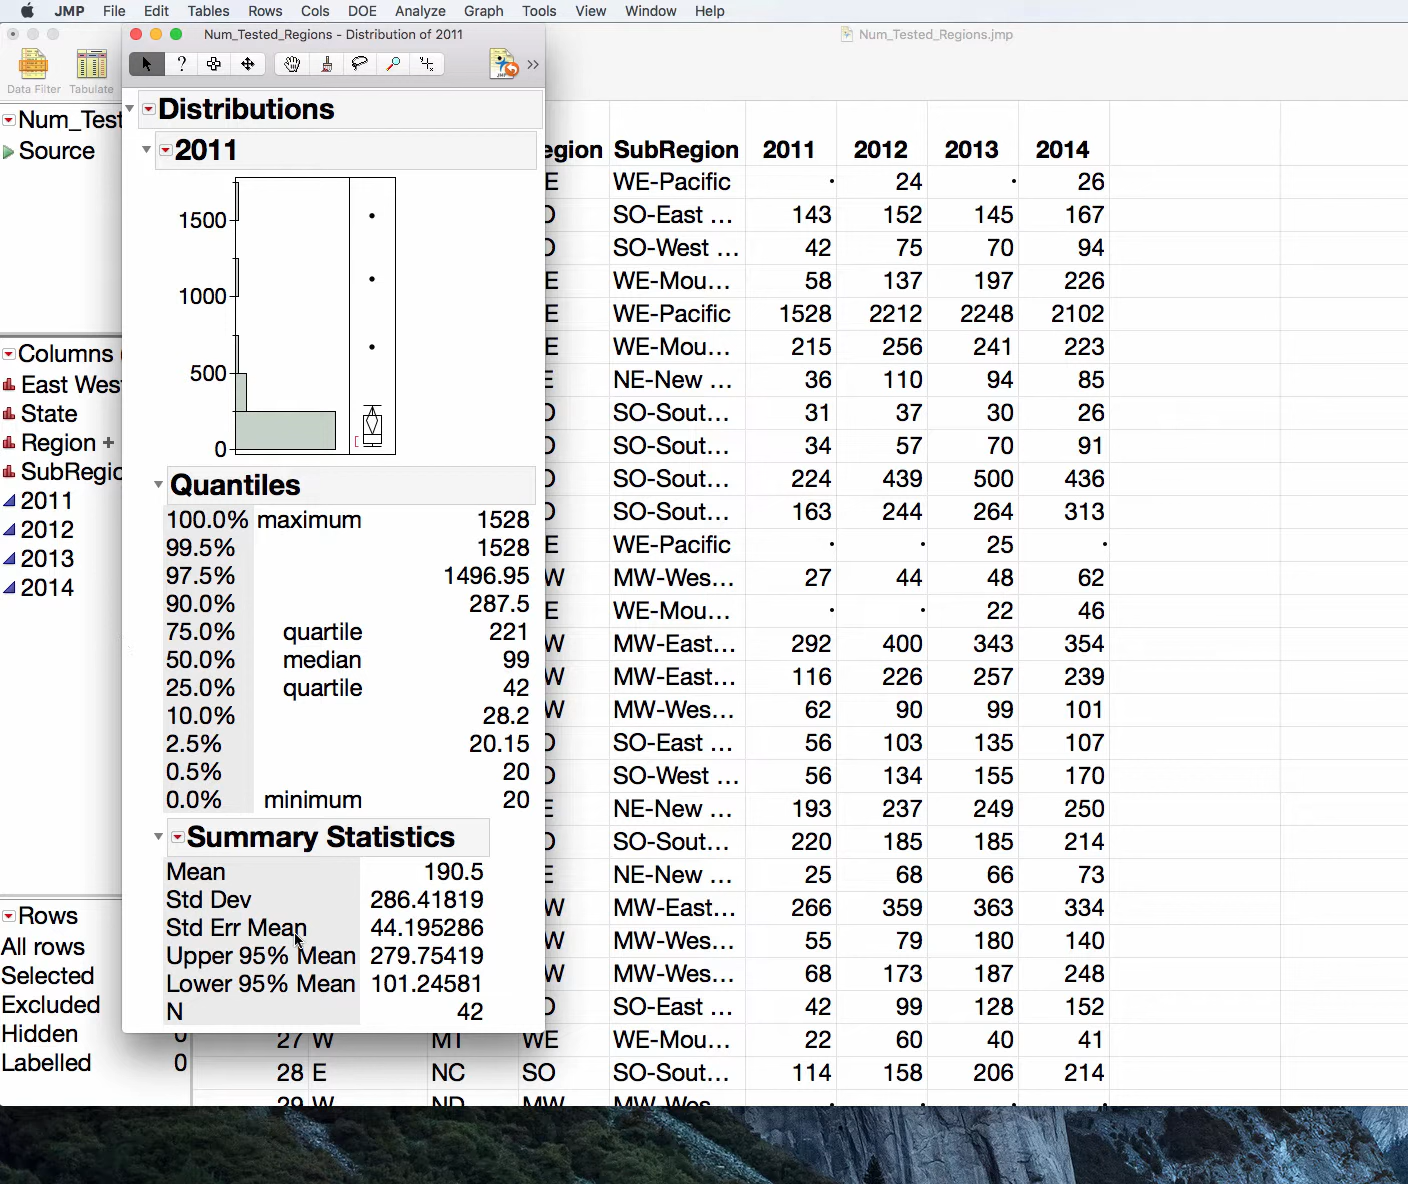 JMP File Edit Tables Rows Cols DOE Analyze Graph Tools View Window Help
Num_Tested_Regions - Distribution of 2011
Num_Tested_Regions.jmp
Data Filter Tabulate
Num_Test
Source
Columns
East Wes
State
Region
SubRegio
2011
2012
2013
2014
Rows
All rows
Selected
Excluded
Hidden 0
Labelled 0
Distributions
2011
1500
1000
500
0
Quantiles
100.0% maximum 1528
99.5% 1528
97.5% 1496.95
90.0% 287.5
75.0% quartile 221
50.0% median 99
25.0% quartile 42
10.0% 28.2
2.5% 20.15
0.5% 20
0.0% minimum 20
Summary Statistics
Mean 190.5
Std Dev 286.41819
Std Err Mean 44.195286
Upper 95% Mean 279.75419
Lower 95% Mean 101.24581
N 42
egion SubRegion 2011 2012 2013 2014
E WE-Pacific • 24 • 26
O SO-East ... 143 152 145 167
O SO-West ... 42 75 70 94
E WE-Mou... 58 137 197 226
E WE-Pacific 1528 2212 2248 2102
E WE-Mou... 215 256 241 223
E NE-New ... 36 110 94 85
O SO-Sout... 31 37 30 26
O SO-Sout... 34 57 70 91
O SO-Sout... 224 439 500 436
O SO-Sout... 163 244 264 313
E WE-Pacific • • 25 •
W MW-Wes... 27 44 48 62
E WE-Mou... • • 22 46
W MW-East... 292 400 343 354
W MW-East... 116 226 257 239
W MW-Wes... 62 90 99 101
O SO-East ... 56 103 135 107
O SO-West ... 56 134 155 170
E NE-New ... 193 237 249 250
O SO-Sout... 220 185 185 214
E NE-New ... 25 68 66 73
W MW-East... 266 359 363 334
W MW-Wes... 55 79 180 140
W MW-Wes... 68 173 187 248
O SO-East ... 42 99 128 152
27 W MT WE WE-Mou... 22 60 40 41
28 E NC SO SO-Sout... 114 158 206 214
29 W ND MW MW-Wes... • • • •